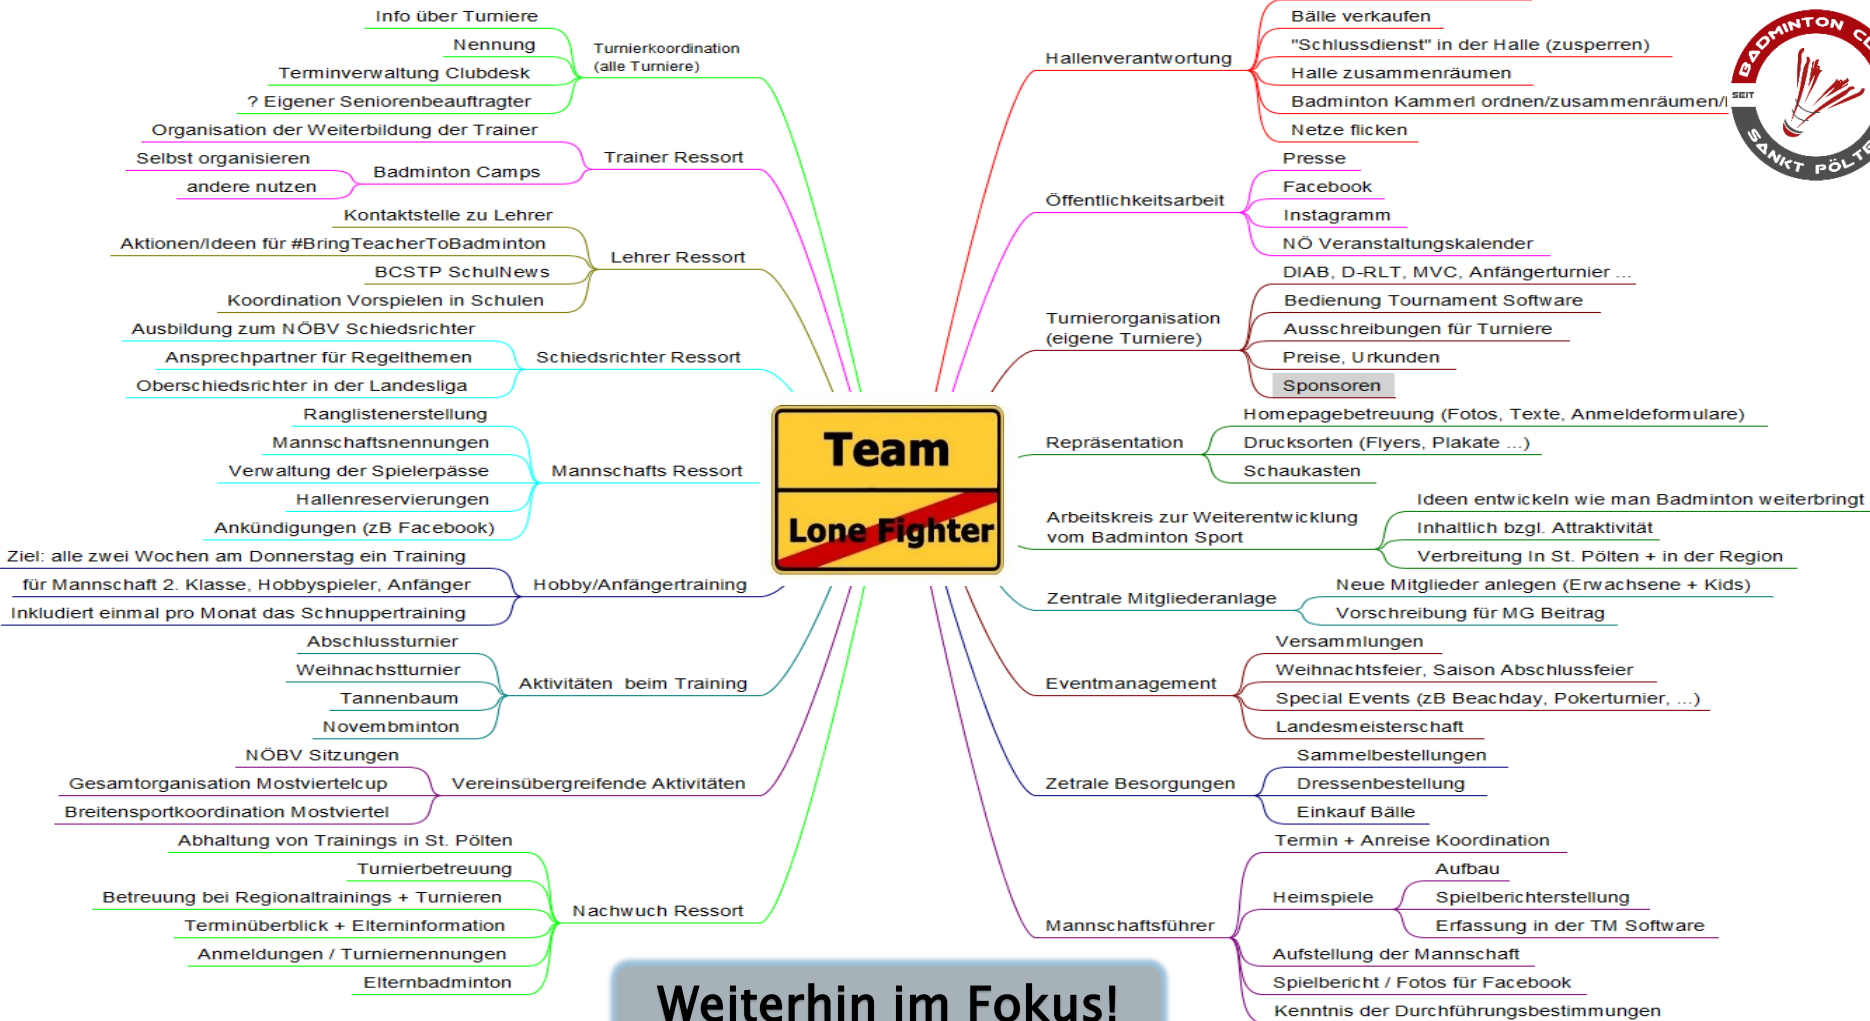 Info über Turniere
Nennung
Terminverwaltung Clubdesk
? Eigener Seniorenbeauftragter
Turnierkoordination
(alle Turniere)
Organisation der Weiterbildung der Trainer
Selbst organisieren
andere nutzen
Badminton Camps
Trainer Ressort
Kontaktstelle zu Lehrer
Aktionen/Ideen für #BringTeacherToBadminton
BCSTP SchulNews
Koordination Vorspielen in Schulen
Lehrer Ressort
Ausbildung zum NÖBV Schiedsrichter
Ansprechpartner für Regelthemen
Oberschiedsrichter in der Landesliga
Schiedsrichter Ressort
Ranglistenerstellung
Mannschaftsnennungen
Verwaltung der Spielerpässe
Hallenreservierungen
Ankündigungen (zB Facebook)
Mannschafts Ressort
Ziel: alle zwei Wochen am Donnerstag ein Training
für Mannschaft 2. Klasse, Hobbyspieler, Anfänger
Inkludiert einmal pro Monat das Schnuppertraining
Hobby/Anfängertraining
Abschlussturnier
Weihnachstturnier
Tannenbaum
Novembminton
Aktivitäten beim Training
NÖBV Sitzungen
Gesamtorganisation Mostviertelcup
Breitensportkoordination Mostviertel
Vereinsübergreifende Aktivitäten
Abhaltung von Trainings in St. Pölten
Turnierbetreuung
Betreuung bei Regionaltrainings + Turnieren
Terminüberblick + Elterninformation
Anmeldungen / Turniernennungen
Elternbadminton
Nachwuch Ressort
Team
Lone Fighter
Hallenverantwortung
Bälle verkaufen
"Schlussdienst" in der Halle (zusperren)
Halle zusammenräumen
Badminton Kammerl ordnen/zusammenräumen/
Netze flicken
Öffentlichkeitsarbeit
Presse
Facebook
Instagramm
NÖ Veranstaltungskalender
Turnierorganisation
(eigene Turniere)
DIAB, D-RLT, MVC, Anfängerturnier ...
Bedienung Tournament Software
Ausschreibungen für Turniere
Preise, Urkunden
Sponsoren
Repräsentation
Homepagebetreuung (Fotos, Texte, Anmeldeformulare)
Drucksorten (Flyers, Plakate ...)
Schaukasten
Arbeitskreis zur Weiterentwicklung
vom Badminton Sport
Ideen entwickeln wie man Badminton weiterbringt
Inhaltlich bzgl. Attraktivität
Verbreitung In St. Pölten + in der Region
Zentrale Mitgliederanlage
Neue Mitglieder anlegen (Erwachsene + Kids)
Vorschreibung für MG Beitrag
Eventmanagement
Versammlungen
Weihnachtsfeier, Saison Abschlussfeier
Special Events (zB Beachday, Pokerturnier, ...)
Landesmeisterschaft
Zetrale Besorgungen
Sammelbestellungen
Dressenbestellung
Einkauf Bälle
Mannschaftsführer
Termin + Anreise Koordination
Heimspiele
Aufbau
Spielberichterstellung
Erfassung in der TM Software
Aufstellung der Mannschaft
Spielbericht / Fotos für Facebook
Kenntnis der Durchführungsbestimmungen
BADMINTON
SEIT
SANKT
Weiterhin im Fokus!